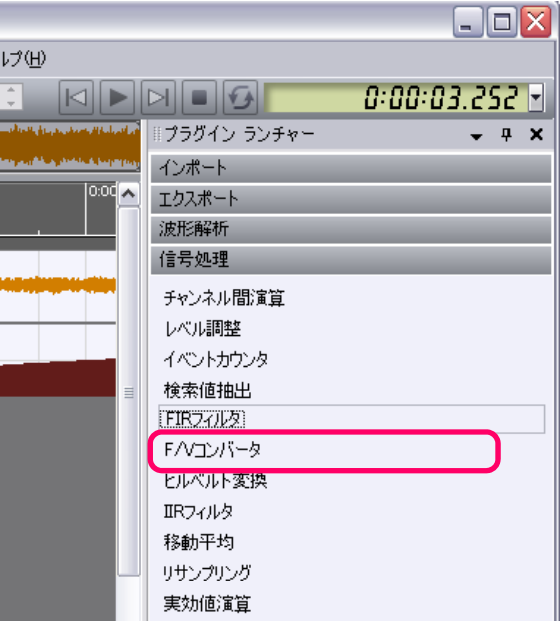 ルプ(H)
0:00:03.252
プラグイン ランチャー
インポート
エクスポート
0:00
波形解析
信号処理
チャンネル間演算
レベル調整
イベントカウンタ
検索値抽出
FIRフィルタ
F/Vコンバータ
ヒルベルト変換
IIRフィルタ
移動平均
リサンプリング
実効値演算